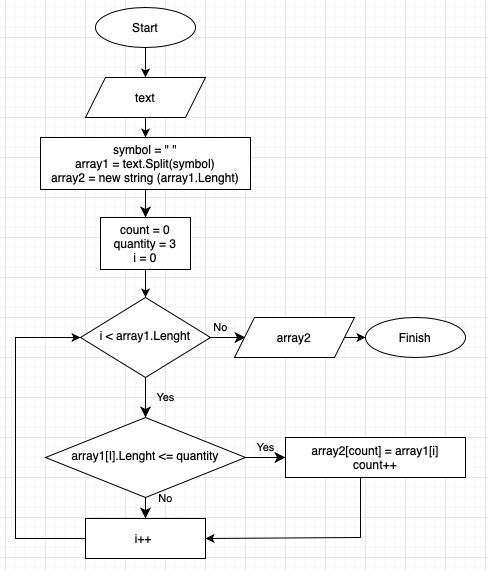 Start
text
symbol = " "
array1 = text.Split(symbol)
array2 = new string (array1.Lenght)
count = 0
quantity = 3
i = 0
i < array1.Lenght
No
array2
Finish
Yes
array1[I].Lenght <= quantity
Yes
array2[count] = array1[i]
count++
No
i++